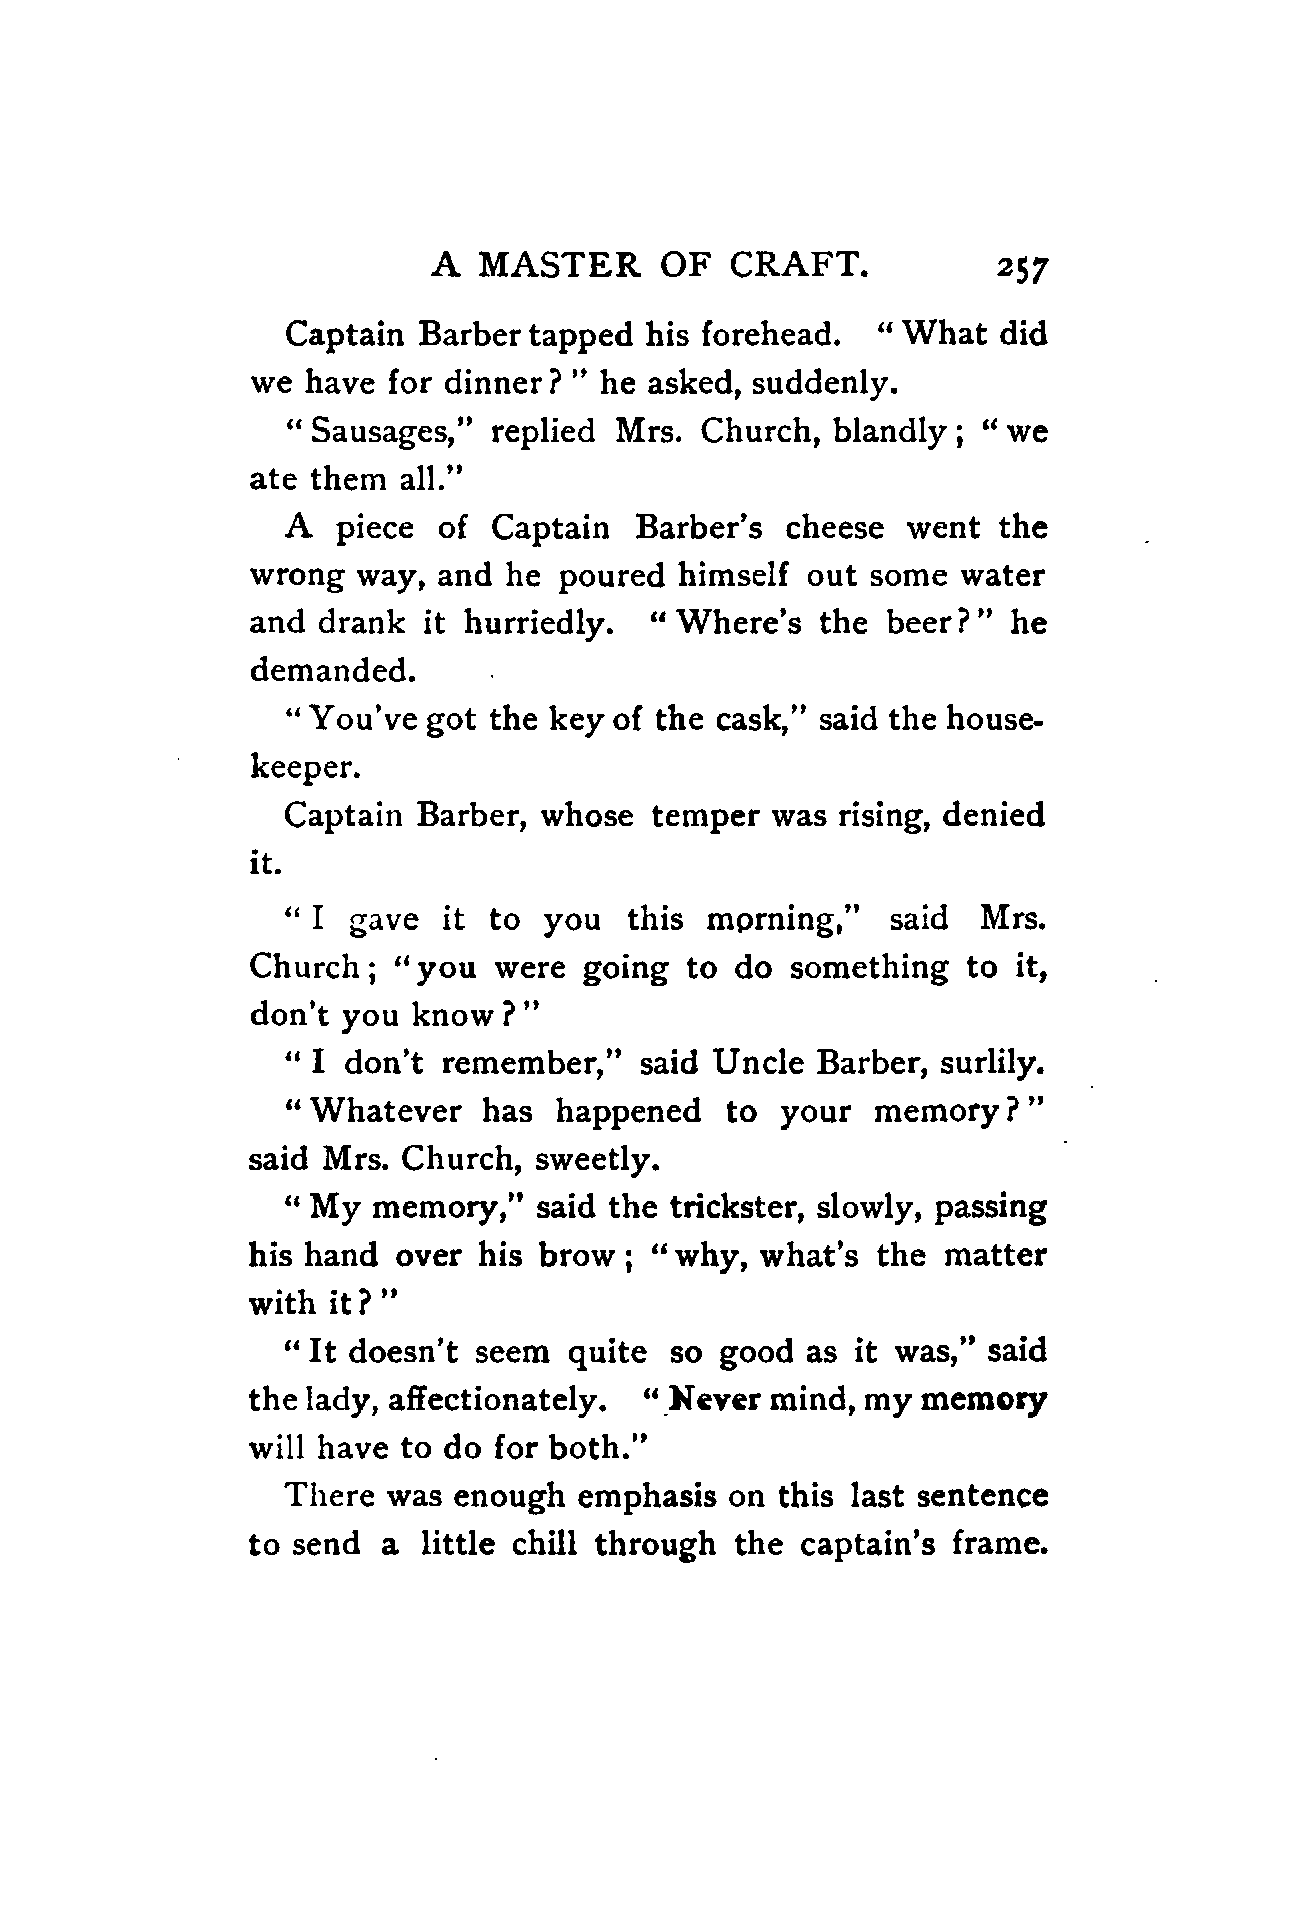 A MASTER OF CRAFT. 257
Captain Barber tapped his forehead. “What did
we have for dinner?” he asked, suddenly.
“Sausages,” replied Mrs. Church, blandly; “we
ate them all.”
A piece of Captain Barber's cheese went the
wrong way, and he poured himself out some water
and drank it hurriedly. “Where's the beer?” he
demanded.
“You've got the key of the cask,” said the house-
keeper.
Captain Barber, whose temper was rising, denied
it.
“I gave it to you this morning,” said Mrs.
Church; “you were going to do something to it,
don't you know?”
“I don't remember,” said Uncle Barber, surlily.
“Whatever has happened to your memory?”
said Mrs. Church, sweetly.
“My memory,” said the trickster, slowly, passing
his hand over his brow; “why, what's the matter
with it?”
“It doesn't seem quite so good as it was,” said
the lady, affectionately. “Never mind, my memory
will have to do for both.”
There was enough emphasis on this last sentence
to send a little chill through the captain's frame.